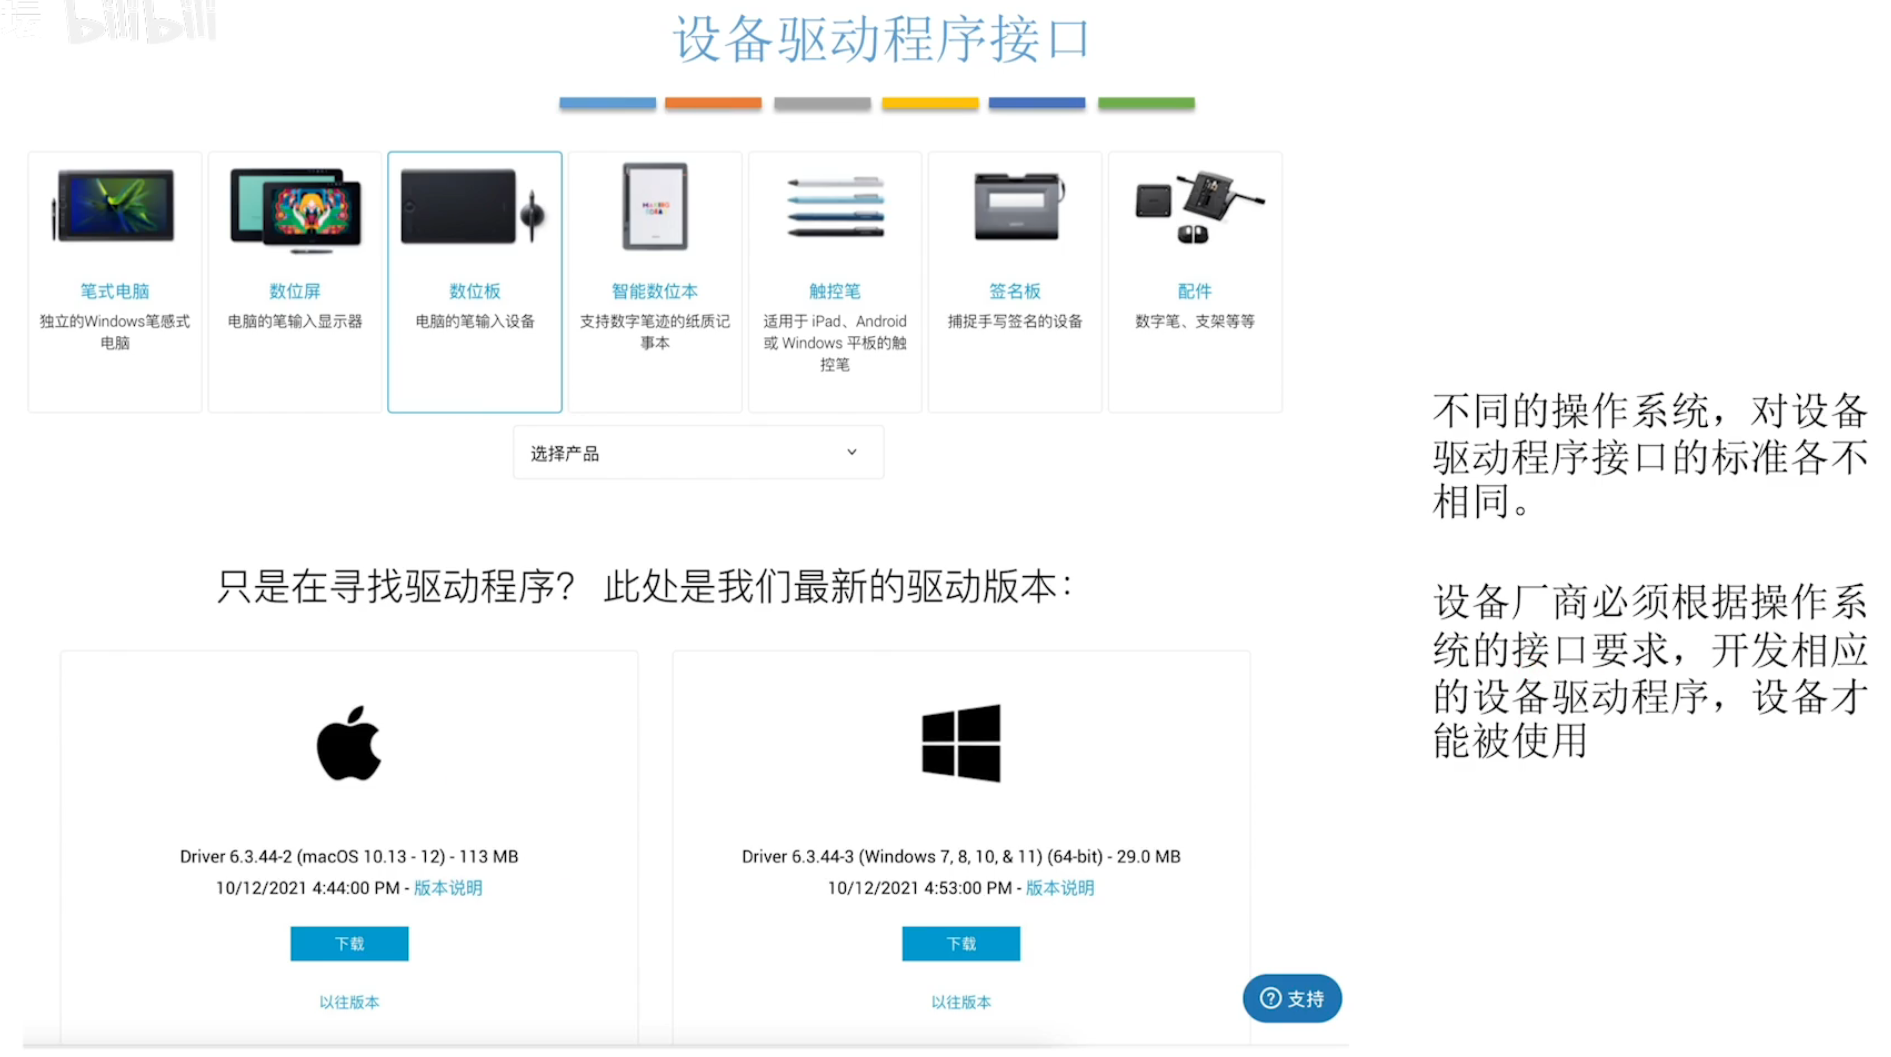 bilibili
设备驱动程序接口
笔式电脑
独立的Windows笔感式
电脑
数位屏
电脑的笔输入显示器
数位板
电脑的笔输入设备
智能数位本
支持数字笔迹的纸质记
事本
触控笔
适用于 iPad、Android
或 Windows 平板的触
控笔
签名板
捕捉手写签名的设备
配件
数字笔、支架等等
选择产品
不同的操作系统，对设备
驱动程序接口的标准各不
相同。
设备厂商必须根据操作系
统的接口要求，开发相应
的设备驱动程序，设备才
能被使用
只是在寻找驱动程序？ 此处是我们最新的驱动版本：
Driver 6.3.44-2 (macOS 10.13 - 12) - 113 MB
10/12/2021 4:44:00 PM - 版本说明
下载
以往版本
Driver 6.3.44-3 (Windows 7, 8, 10, & 11) (64-bit) - 29.0 MB
10/12/2021 4:53:00 PM - 版本说明
下载
以往版本
支持